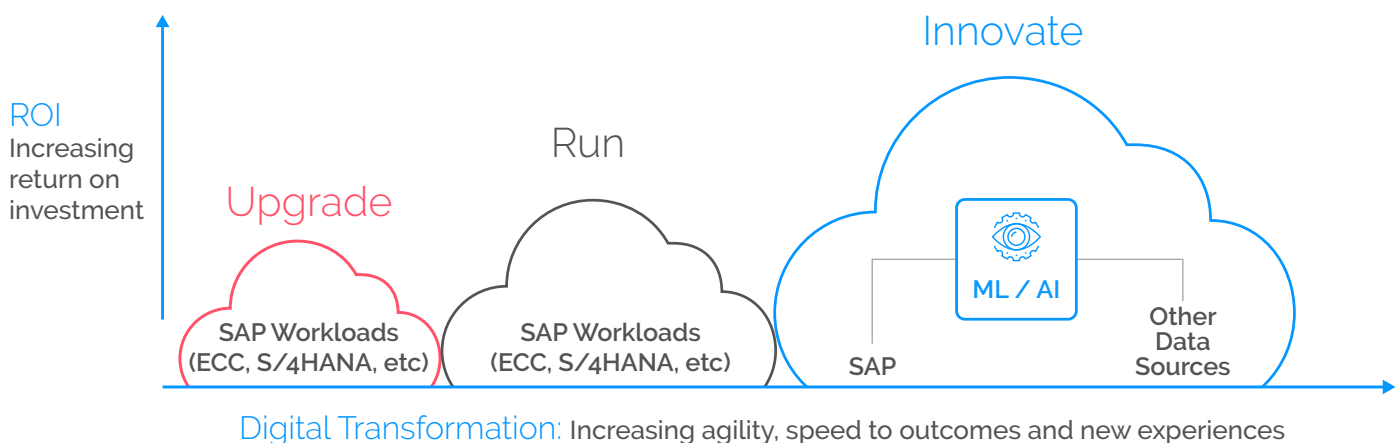 Innovate
ROI
Increasing
return on
investment
Run
Upgrade
ML / AI
SAP Workloads
(ECC, S/4HANA, etc)
SAP Workloads
(ECC, S/4HANA, etc)
SAP
Other
Data
Sources
Digital Transformation: Increasing agility, speed to outcomes and new experiences